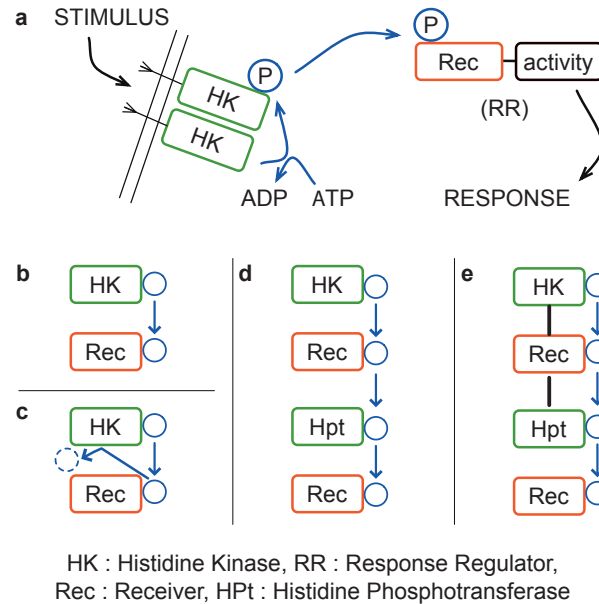 a STIMULUS
P
P
Rec activity
HK
HK
(RR)
ADP ATP RESPONSE
b
HK
Rec
c
HK
Rec
d
HK
Rec
Hpt
Rec
e
HK
Rec
Hpt
Rec
HK : Histidine Kinase, RR : Response Regulator,
Rec : Receiver, HPt : Histidine Phosphotransferase